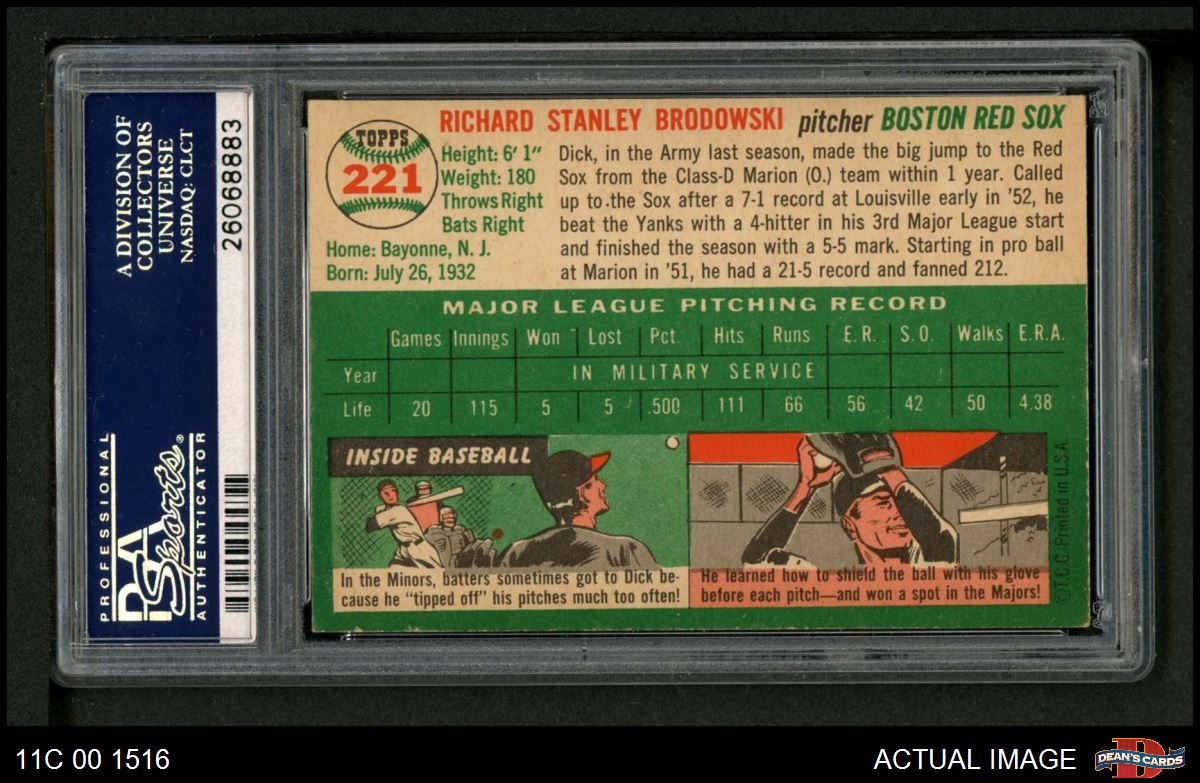 A DIVISION OF
COLLECTORS
UNIVERSE
NASDAQ: CLCT
26068883
PROFESSIONAL
PSA
Sports®
AUTHENTICATOR
TOPPS
221
RICHARD STANLEY BRODOWSKI pitcher BOSTON RED SOX
Height: 6' 1"
Weight: 180
Throws Right
Bats Right
Home: Bayonne, N. J.
Born: July 26, 1932
Dick, in the Army last season, made the big jump to the Red
Sox from the Class-D Marion (O.) team within 1 year. Called
up to the Sox after a 7-1 record at Louisville early in '52, he
beat the Yanks with a 4-hitter in his 3rd Major League start
and finished the season with a 5-5 mark. Starting in pro ball
at Marion in '51, he had a 21-5 record and fanned 212.
MAJOR LEAGUE PITCHING RECORD
Games Innings Won Lost Pct. Hits Runs E.R. S.O. Walks E.R.A.
Year IN MILITARY SERVICE
Life 20 115 5 5 .500 111 66 56 42 50 4.38
INSIDE BASEBALL
In the Minors, batters sometimes got to Dick be-
cause he "tipped off" his pitches much too often!
He learned how to shield the ball with his glove
before each pitch—and won a spot in the Majors!
© T.C.G. Printed in U.S.A.
11C 00 1516
ACTUAL IMAGE
DEAN'S CARDS